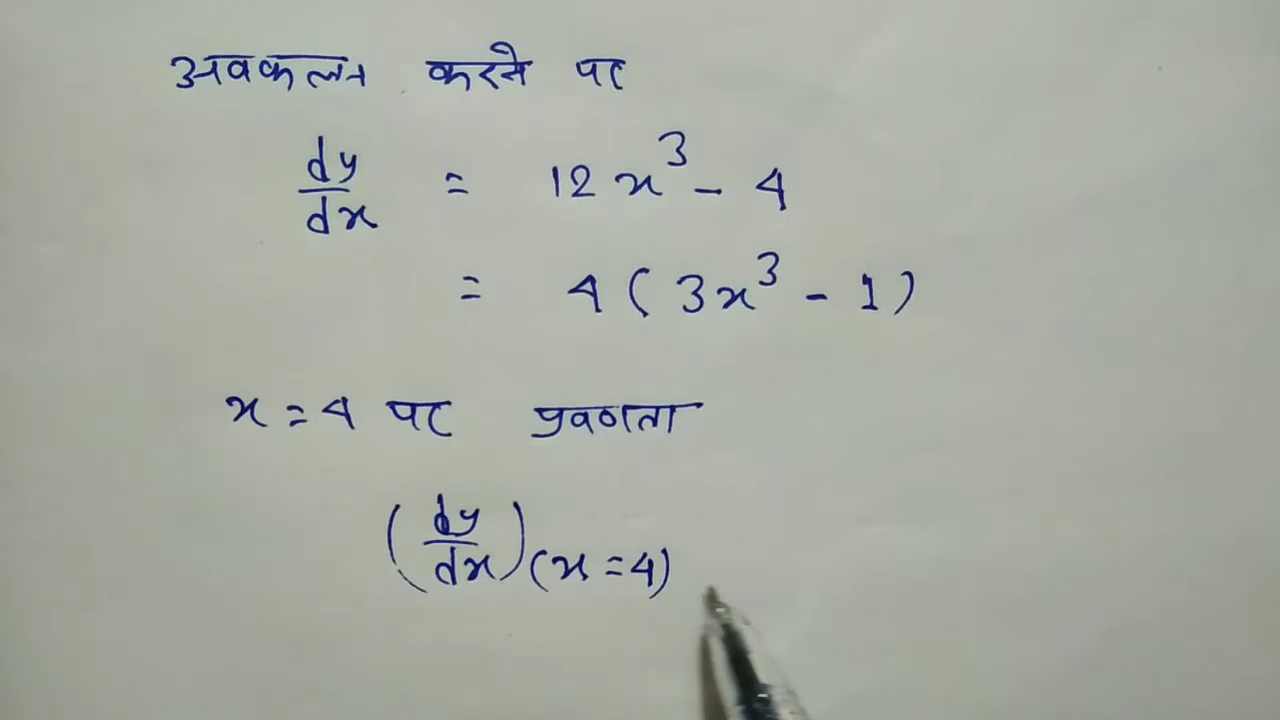 अवकलन करने पर
dy/dx = 12x³ - 4
= 4(3x³ - 1)
x = 4 पर प्रवणता
(dy/dx)(x = 4)